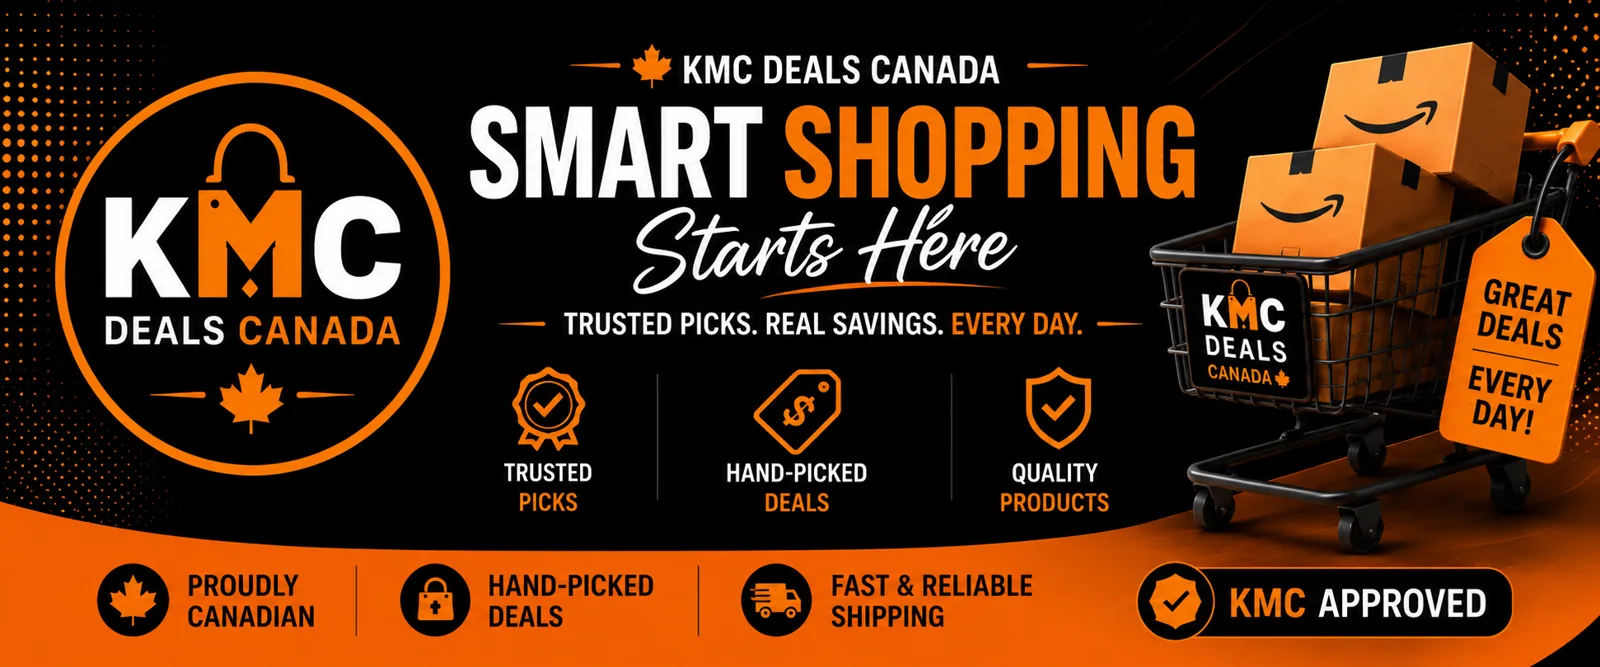 KMC
DEALS CANADA
KMC DEALS CANADA
SMART SHOPPING
Starts Here
TRUSTED PICKS. REAL SAVINGS. EVERY DAY.
TRUSTED
PICKS
HAND-PICKED
DEALS
QUALITY
PRODUCTS
KMC
DEALS
CANADA
GREAT
DEALS
EVERY
DAY!
PROUDLY
CANADIAN
HAND-PICKED
DEALS
FAST & RELIABLE
SHIPPING
KMC APPROVED